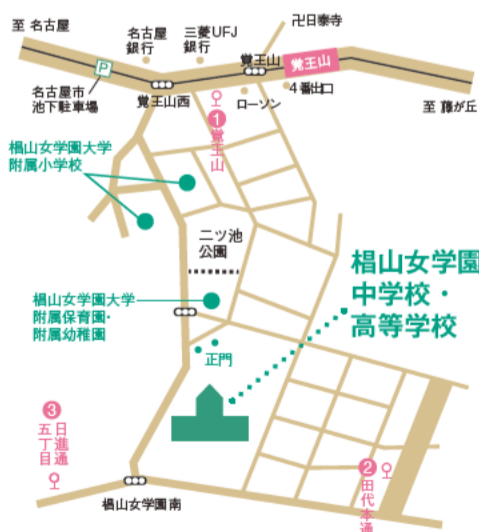 至 名古屋
名古屋
銀行
三菱UFJ
銀行
覚王山
卍日泰寺
覚王山
P
名古屋市
池下駐車場
覚王山西
ローソン
4番出口
至 藤が丘
1 覚王山
椙山女学園大学
附属小学校
二ツ池
公園
椙山女学園
中学校・
高等学校
椙山女学園大学
附属保育園・
附属幼稚園
正門
3 日進通
五丁目
2 田代本通
椙山女学園南